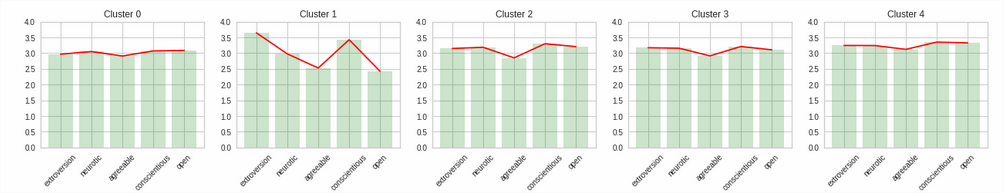 Cluster 0
4.0
3.5
3.0
2.5
2.0
1.5
1.0
0.5
0.0
extroversion
neurotic
agreeable
conscientious
open
Cluster 1
4.0
3.5
3.0
2.5
2.0
1.5
1.0
0.5
0.0
extroversion
neurotic
agreeable
conscientious
open
Cluster 2
4.0
3.5
3.0
2.5
2.0
1.5
1.0
0.5
0.0
extroversion
neurotic
agreeable
conscientious
open
Cluster 3
4.0
3.5
3.0
2.5
2.0
1.5
1.0
0.5
0.0
extroversion
neurotic
agreeable
conscientious
open
Cluster 4
4.0
3.5
3.0
2.5
2.0
1.5
1.0
0.5
0.0
extroversion
neurotic
agreeable
conscientious
open